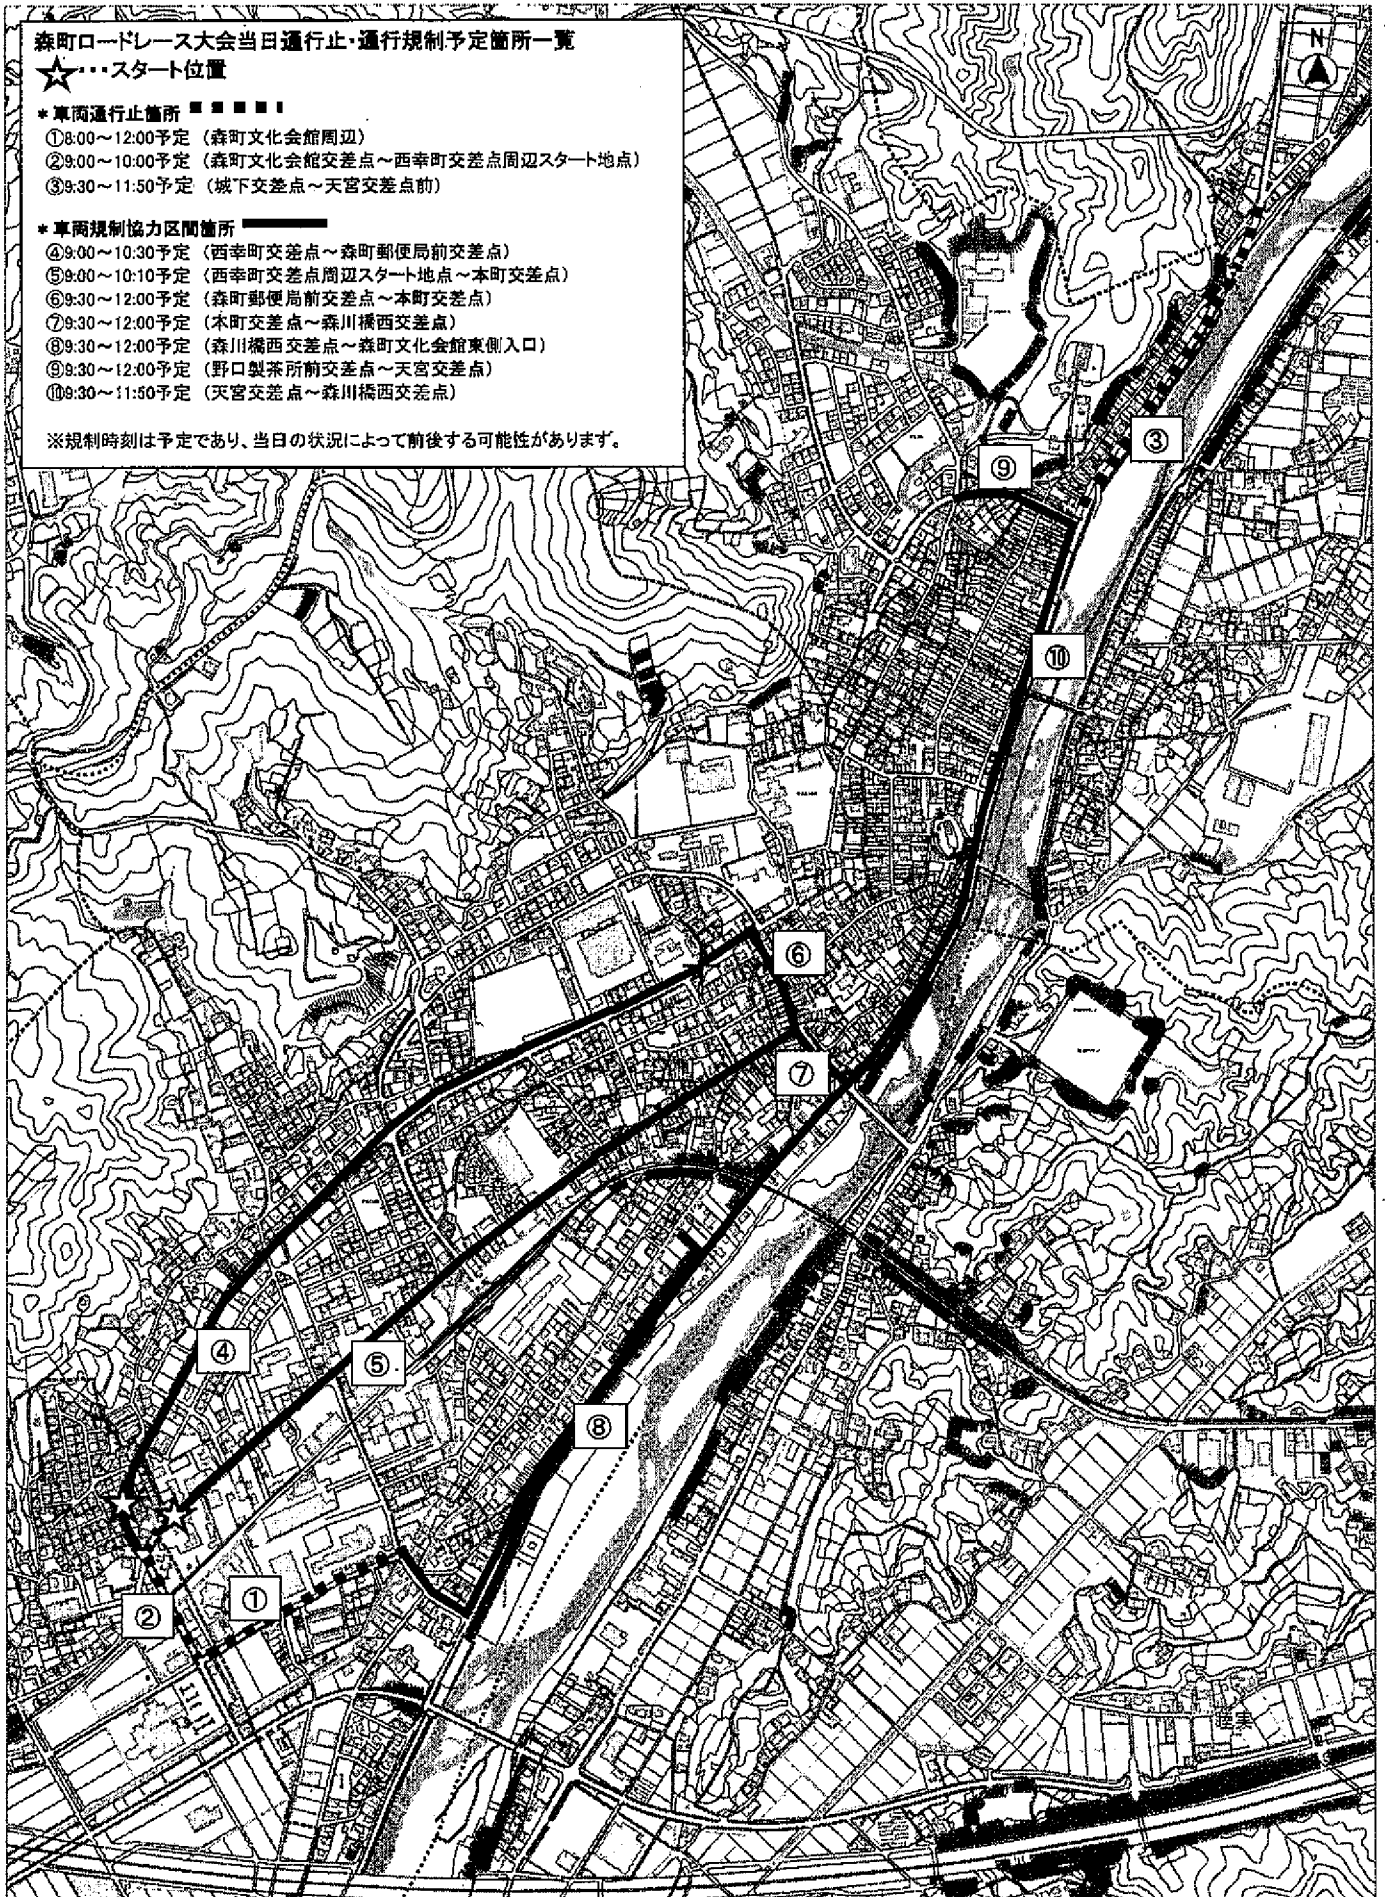 森町ロードレース大会当日通行止・通行規制予定箇所一覧
☆・・・スタート位置
＊車両通行止箇所
①8:00～12:00予定 （森町文化会館周辺）
②9:00～10:00予定 （森町文化会館交差点～西幸町交差点周辺スタート地点）
③9:30～11:50予定 （城下交差点～天宮交差点前）
＊車両規制協力区間箇所
④9:00～10:30予定 （西幸町交差点～森町郵便局前交差点）
⑤9:00～10:10予定 （西幸町交差点周辺スタート地点～本町交差点）
⑥9:30～12:00予定 （森町郵便局前交差点～本町交差点）
⑦9:30～12:00予定 （本町交差点～森川橋西交差点）
⑧9:30～12:00予定 （森川橋西交差点～森町文化会館東側入口）
⑨9:30～12:00予定 （野口製茶所前交差点～天宮交差点）
⑩9:30～11:50予定 （天宮交差点～森川橋西交差点）
※規制時刻は予定であり、当日の状況によって前後する可能性があります。
N
③
⑨
⑩
⑥
⑦
④
⑤
⑧
①
②